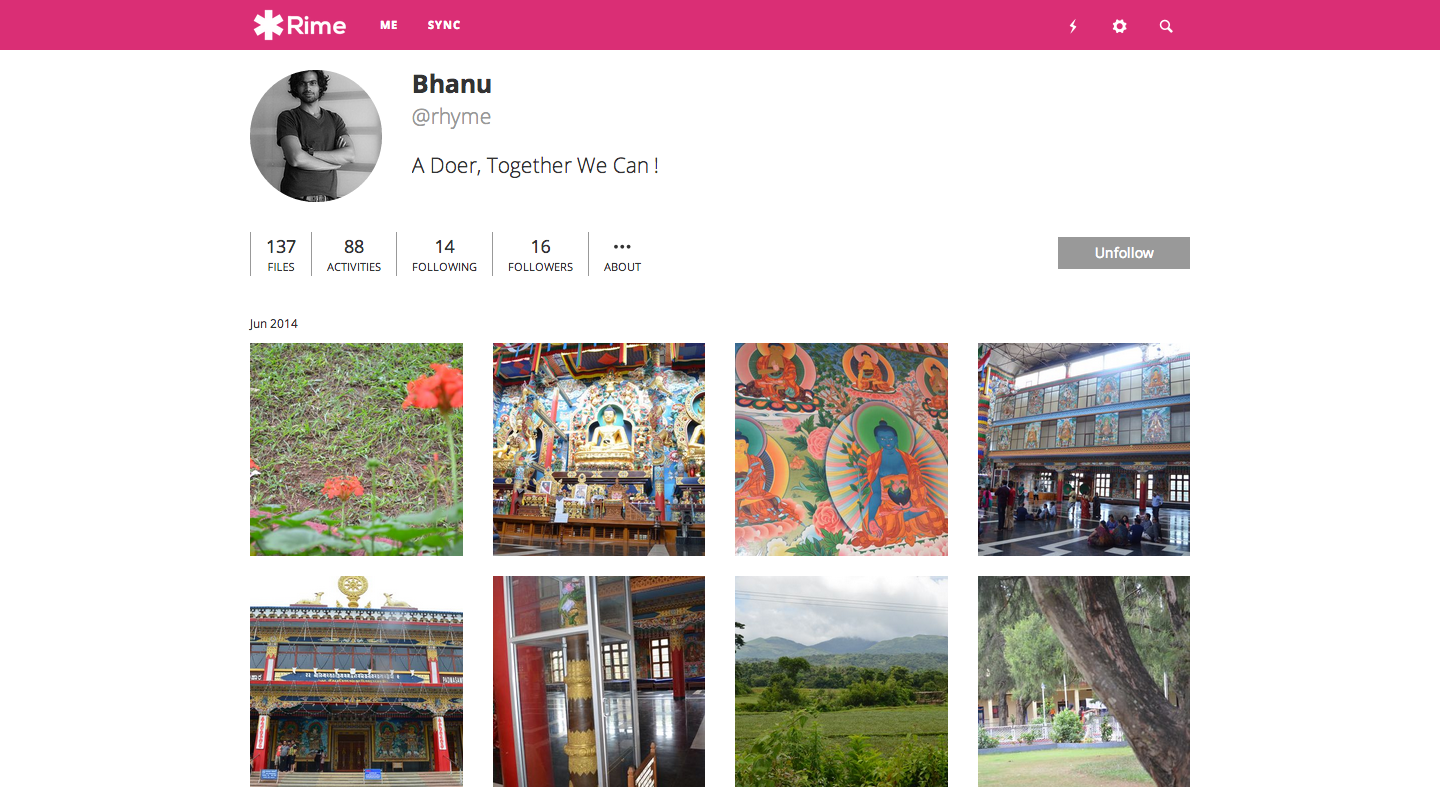 Rime
ME
SYNC
Bhanu
@rhyme
A Doer, Together We Can !
137
FILES
88
ACTIVITIES
14
FOLLOWING
16
FOLLOWERS
•••
ABOUT
Unfollow
Jun 2014